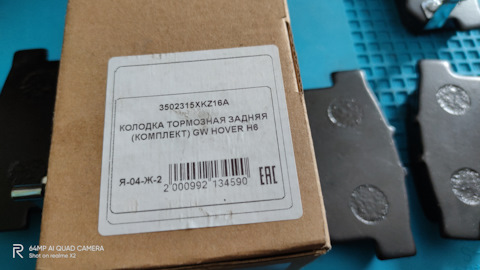 3502315XKZ16A
КОЛОДКА ТОРМОЗНАЯ ЗАДНЯЯ
(КОМПЛЕКТ) GW HOVER H6
Я-04-Ж-2
2 000992 134590
EAC
R
64MP AI QUAD CAMERA
Shot on realme X2